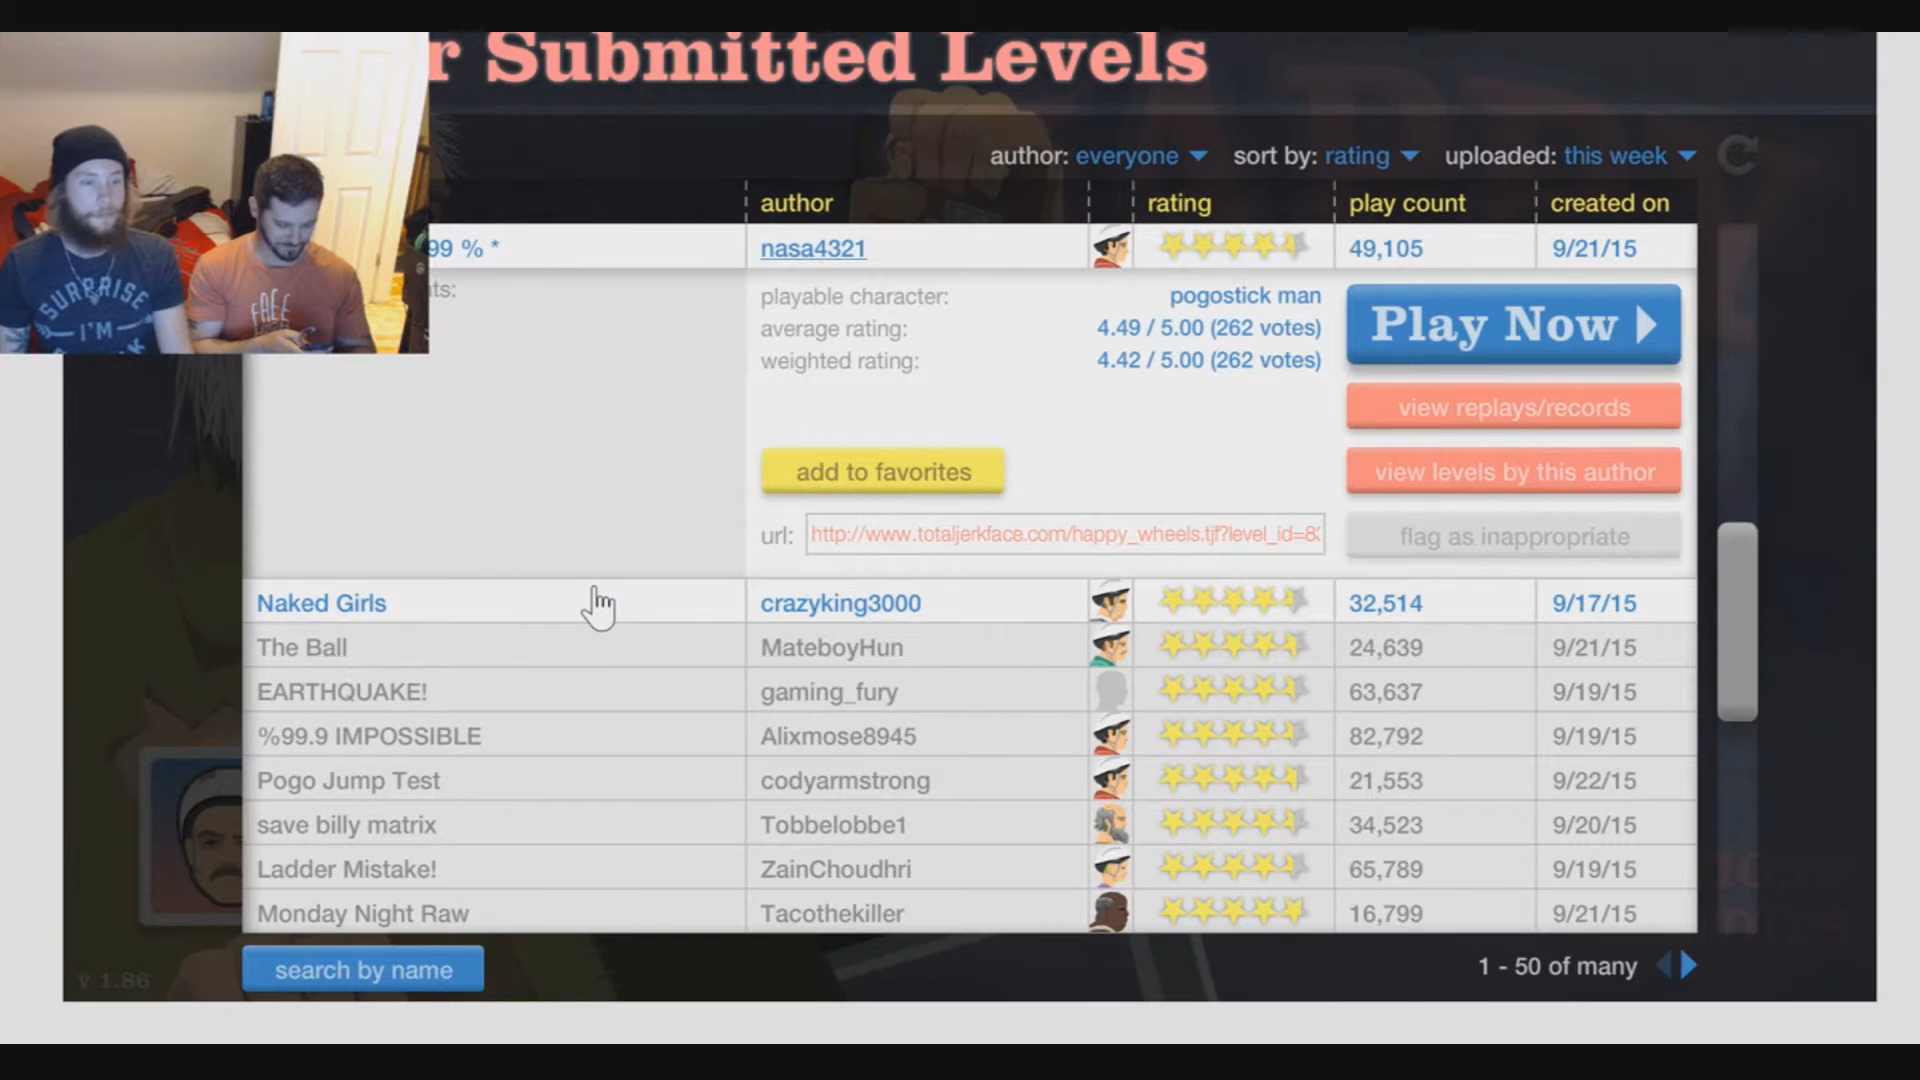 r Submitted Levels
author: everyone sort by: rating uploaded: this week
author rating play count created on
99 % * nasa4321 49,105 9/21/15
ts:
playable character: pogostick man
average rating: 4.49 / 5.00 (262 votes)
weighted rating: 4.42 / 5.00 (262 votes)
Play Now
view replays/records
add to favorites
view levels by this author
url: http://www.totaljerkface.com/happy_wheels.tjf?level_id=8
flag as inappropriate
Naked Girls crazyking3000 32,514 9/17/15
The Ball MateboyHun 24,639 9/21/15
EARTHQUAKE! gaming_fury 63,637 9/19/15
%99.9 IMPOSSIBLE Alixmose8945 82,792 9/19/15
Pogo Jump Test codyarmstrong 21,553 9/22/15
save billy matrix Tobbelobbe1 34,523 9/20/15
Ladder Mistake! ZainChoudhri 65,789 9/19/15
Monday Night Raw Tacothekiller 16,799 9/21/15
search by name
1 - 50 of many
v 1.86
SURPRISE
I'M
FREE